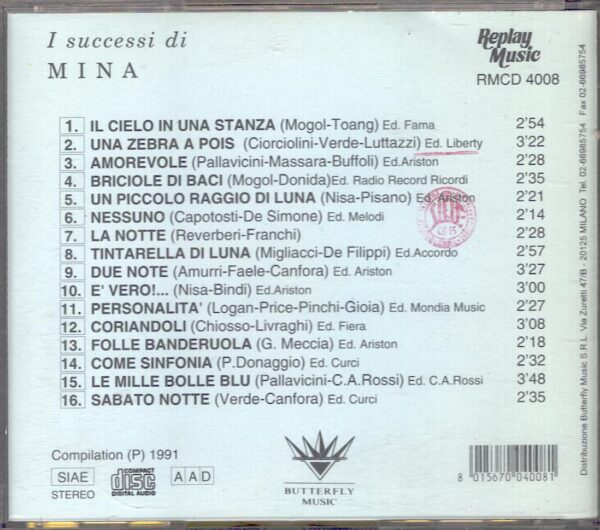 I successi di
MINA
Replay
Music
RMCD 4008
1. IL CIELO IN UNA STANZA (Mogol-Toang) Ed. Fama 2'54
2. UNA ZEBRA A POIS (Ciorciolini-Verde-Luttazzi) Ed. Liberty 3'22
3. AMOREVOLE (Pallavicini-Massara-Buffoli) Ed.Ariston 2'28
4. BRICIOLE DI BACI (Mogol-Donida) Ed. Radio Record Ricordi 2'35
5. UN PICCOLO RAGGIO DI LUNA (Nisa-Pisano) Ed. Ariston 2'21
6. NESSUNO (Capotosti-De Simone) Ed. Melodi 2'14
7. LA NOTTE (Reverberi-Franchi) 2'28
8. TINTARELLA DI LUNA (Migliacci-De Filippi) Ed.Accordo 2'57
9. DUE NOTE (Amurri-Faele-Canfora) Ed. Ariston 3'27
10. E' VERO!... (Nisa-Bindi) Ed. Ariston 3'00
11. PERSONALITA' (Logan-Price-Pinchi-Gioia) Ed. Mondia Music 2'27
12. CORIANDOLI (Chiosso-Livraghi) Ed. Fiera 3'08
13. FOLLE BANDERUOLA (G. Meccia) Ed. Ariston 2'18
14. COME SINFONIA (P.Donaggio) Ed. Curci 2'32
15. LE MILLE BOLLE BLU (Pallavicini-C.A.Rossi) Ed. C.A.Rossi 3'48
16. SABATO NOTTE (Verde-Canfora) Ed. Curci 2'35
Compilation (P) 1991
SIAE
STEREO
COMPACT
disc
DIGITAL AUDIO
AAD
BUTTERFLY
MUSIC
8 015670 040081
Distribuzione Butterfly Music S.R.L. Via Zuretti 47/B - 20125 MILANO Tel. 02-66985754 Fax 02-66985754